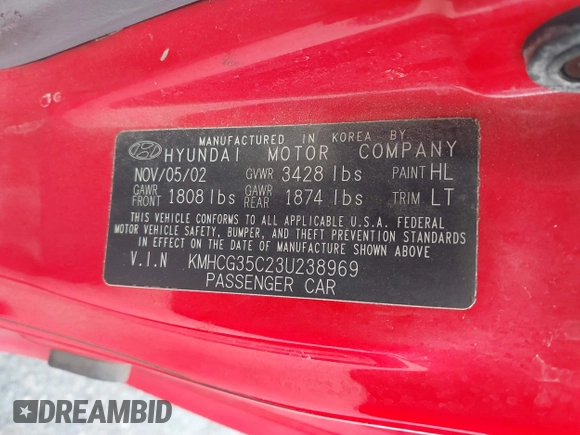 MANUFACTURED IN KOREA BY
HYUNDAI MOTOR COMPANY
NOV/05/02 GVWR 3428 lbs PAINT HL
GAWR FRONT 1808 lbs GAWR REAR 1874 lbs TRIM LT
THIS VEHICLE CONFORMS TO ALL APPLICABLE U.S.A. FEDERAL
MOTOR VEHICLE SAFETY, BUMPER, AND THEFT PREVENTION STANDARDS
IN EFFECT ON THE DATE OF MANUFACTURE SHOWN ABOVE
V.I.N KMHCG35C23U238969
PASSENGER CAR
DREAMBID